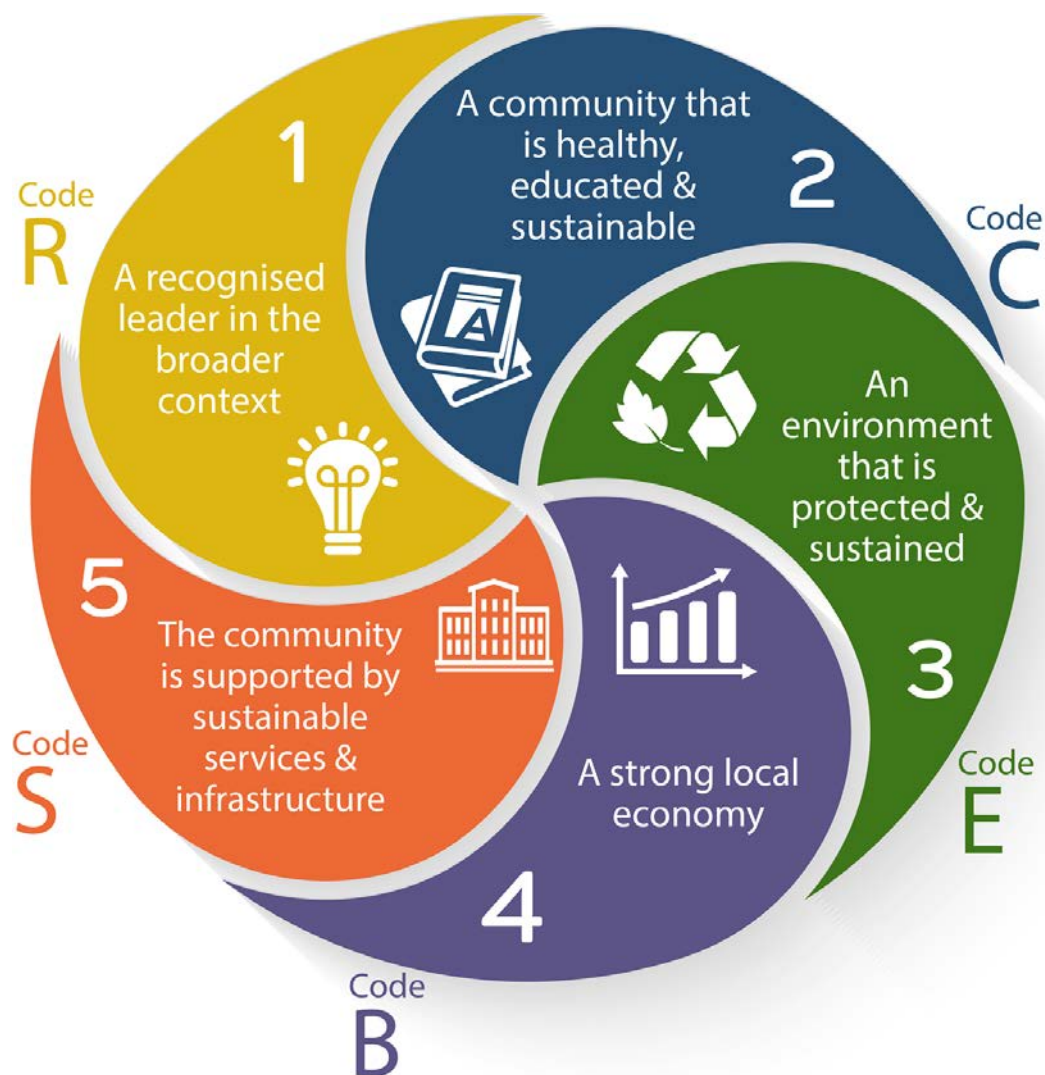 1
Code
R
A recognised
leader in the
broader
context
A community that
is healthy,
educated &
sustainable
2
Code
C
A
An
environment
that is
protected &
sustained
3
Code
E
A strong local
economy
4
Code
B
5
The community
is supported by
sustainable
services &
infrastructure
Code
S